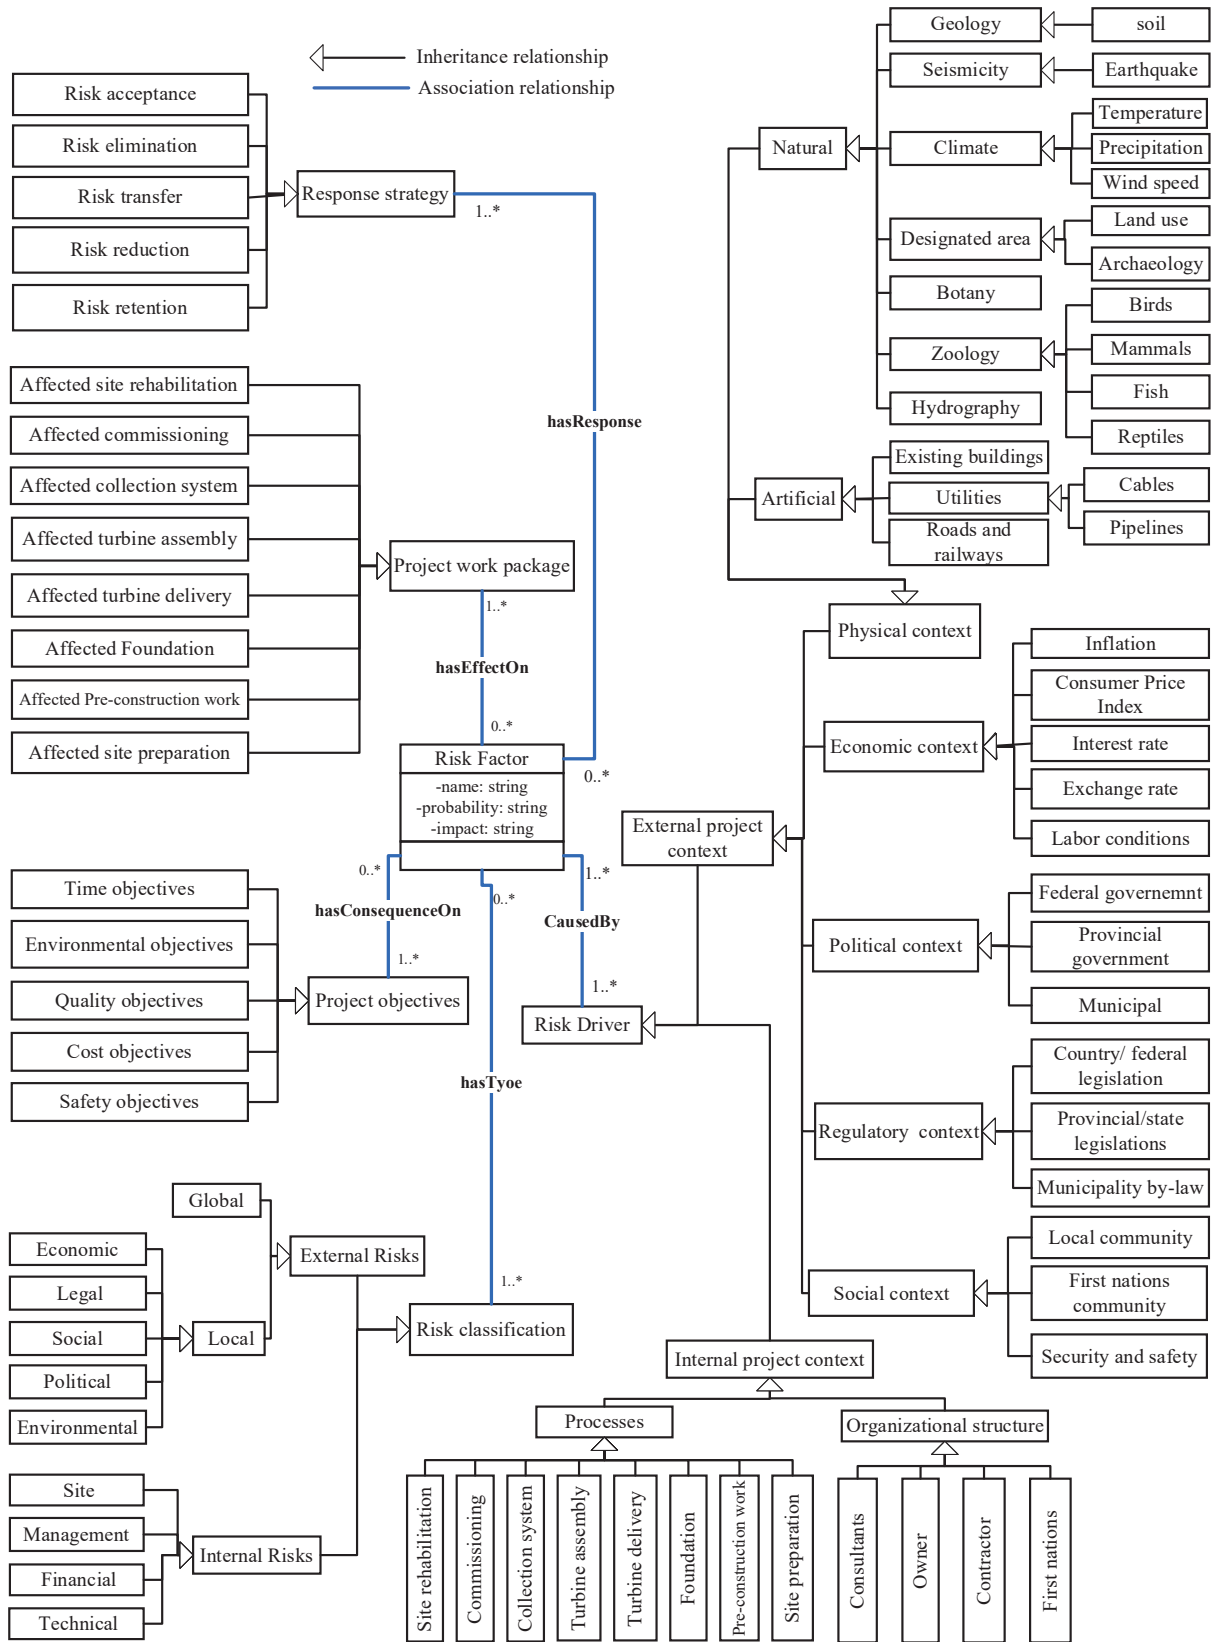 Inheritance relationship
Association relationship
Risk acceptance
Risk elimination
Risk transfer
Risk reduction
Risk retention
Response strategy
1..*
hasResponse
0..*
Affected site rehabilitation
Affected commissioning
Affected collection system
Affected turbine assembly
Affected turbine delivery
Affected Foundation
Affected Pre-construction work
Affected site preparation
Project work package
1..*
hasEffectOn
0..*
Risk Factor
-name: string
-probability: string
-impact: string
0..*
hasConsequenceOn
1..*
0..*
hasTyoe
1..*
1..*
CausedBy
1..*
Time objectives
Environmental objectives
Quality objectives
Cost objectives
Safety objectives
Project objectives
Risk Driver
Global
External Risks
Economic
Legal
Social
Political
Environmental
Local
Risk classification
Site
Management
Financial
Technical
Internal Risks
Natural
Geology
soil
Seismicity
Earthquake
Climate
Temperature
Precipitation
Wind speed
Designated area
Land use
Archaeology
Botany
Zoology
Birds
Mammals
Fish
Reptiles
Hydrography
Artificial
Existing buildings
Utilities
Cables
Pipelines
Roads and
railways
Physical context
External project
context
Economic context
Inflation
Consumer Price
Index
Interest rate
Exchange rate
Labor conditions
Political context
Federal governemnt
Provincial
government
Municipal
Regulatory context
Country/ federal
legislation
Provincial/state
legislations
Municipality by-law
Social context
Local community
First nations
community
Security and safety
Internal project context
Processes
Organizational structure
Site rehabilitation
Commissioning
Collection system
Turbine assembly
Turbine delivery
Foundation
Pre-construction work
Site preparation
Consultants
Owner
Contractor
First nations